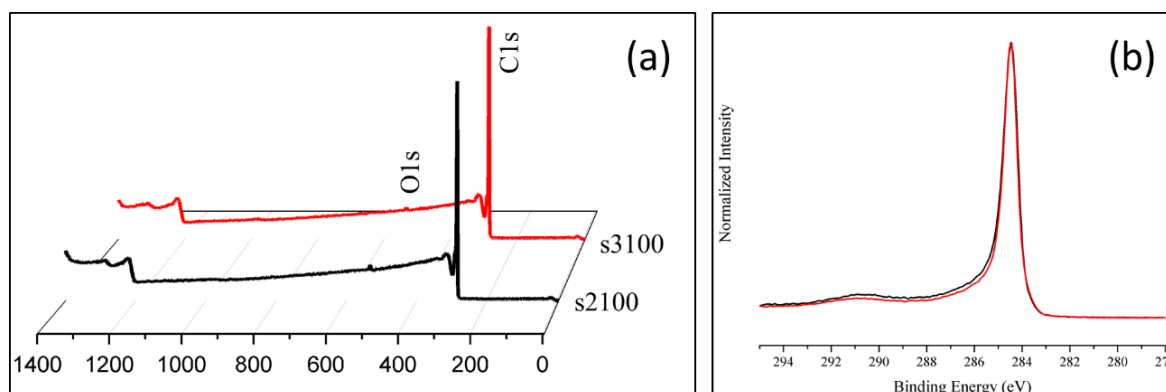 (a)
C1s
O1s
s3100
s2100
1400 1200 1000 800 600 400 200 0
(b)
Normalized Intensity
294 292 290 288 286 284 282 280 27
Binding Energy (eV)